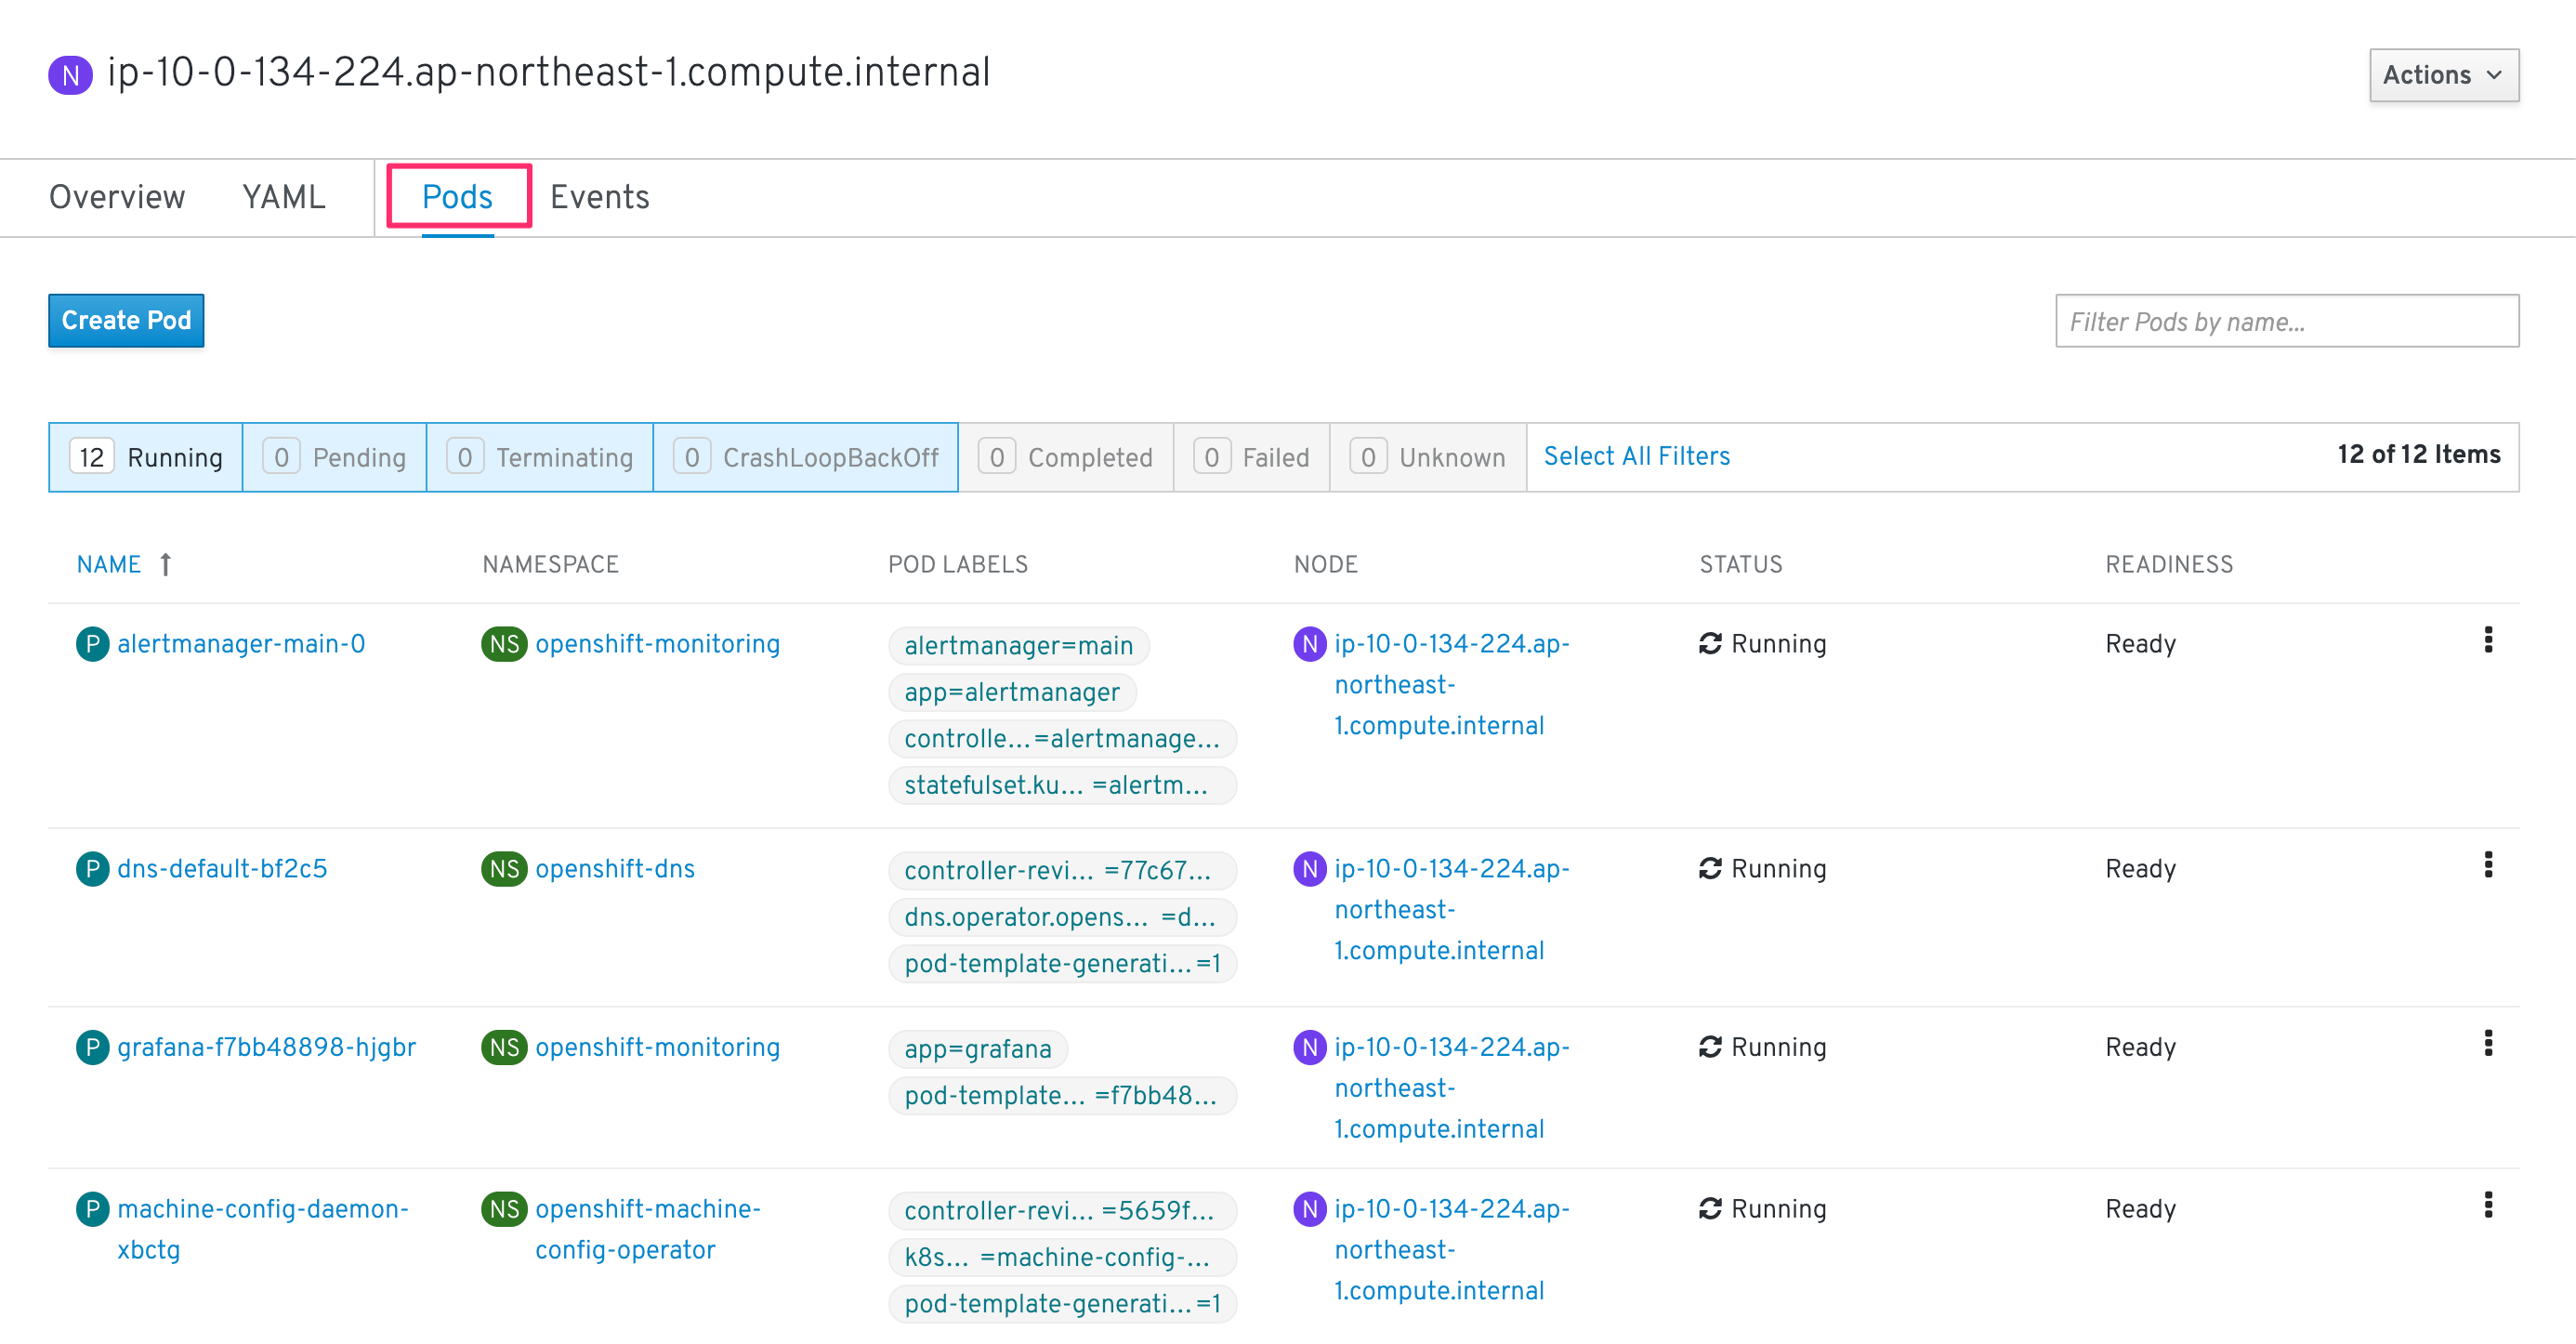 N ip-10-0-134-224.ap-northeast-1.compute.internal
Actions
Overview YAML Pods Events
Create Pod
Filter Pods by name...
12 Running 0 Pending 0 Terminating 0 CrashLoopBackOff 0 Completed 0 Failed 0 Unknown Select All Filters 12 of 12 Items
NAME NAMESPACE POD LABELS NODE STATUS READINESS
P alertmanager-main-0 NS openshift-monitoring alertmanager=main N ip-10-0-134-224.ap- Running Ready
app=alertmanager northeast-
controlle...=alertmanage... 1.compute.internal
statefulset.ku... =alertm...
P dns-default-bf2c5 NS openshift-dns controller-revi... =77c67... N ip-10-0-134-224.ap- Running Ready
dns.operator.opens... =d... northeast-
pod-template-generati...=1 1.compute.internal
P grafana-f7bb48898-hjgbr NS openshift-monitoring app=grafana N ip-10-0-134-224.ap- Running Ready
pod-template... =f7bb48... northeast-
1.compute.internal
P machine-config-daemon- NS openshift-machine- controller-revi... =5659f... N ip-10-0-134-224.ap- Running Ready
xbctg config-operator k8s... =machine-config-... northeast-
pod-template-generati...=1 1.compute.internal